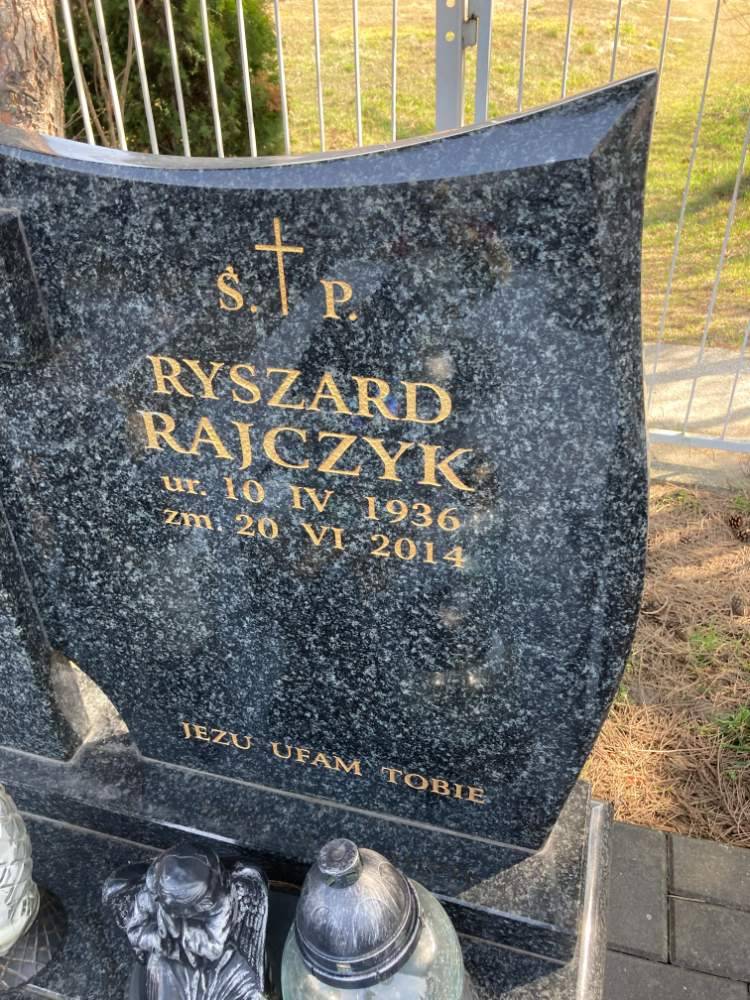 Ś. P.
RYSZARD
RAJCZYK
ur. 10 IV 1936
zm. 20 VI 2014
JEZU UFAM TOBIE